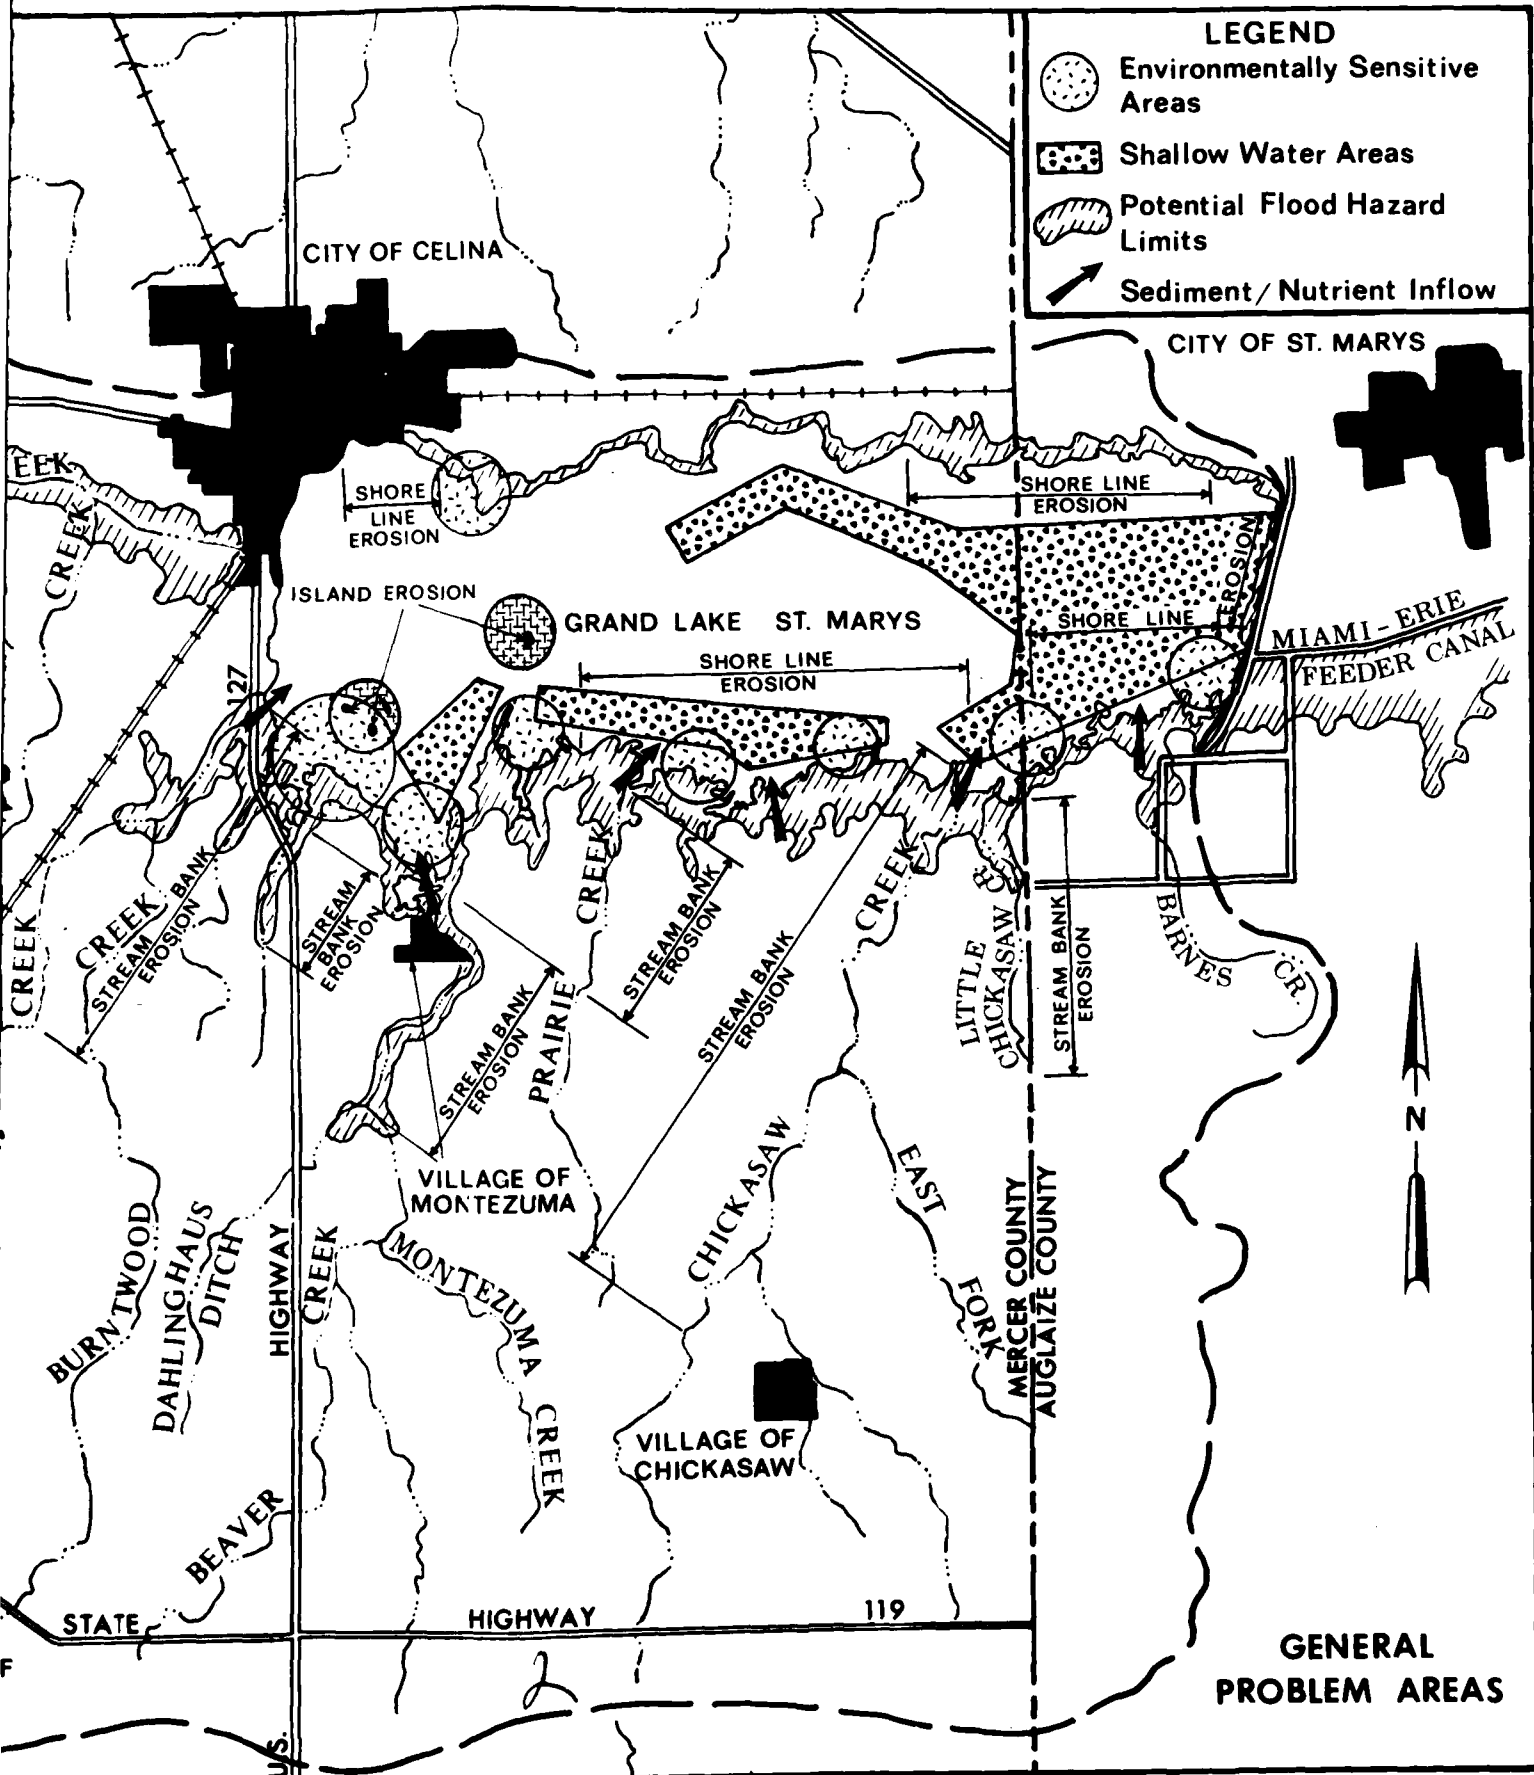 LEGEND
Environmentally Sensitive
Areas
Shallow Water Areas
Potential Flood Hazard
Limits
Sediment/Nutrient Inflow
CITY OF CELINA
CITY OF ST. MARYS
EEK
CREEK
SHORE
LINE
EROSION
SHORE LINE
EROSION
EROSION
ISLAND EROSION
GRAND LAKE ST. MARYS
SHORE LINE
MIAMI-ERIE
FEEDER CANAL
SHORE LINE
EROSION
127
CREEK
CREEK
STREAM BANK
EROSION
STREAM
BANK
EROSION
CREEK
STREAM BANK
EROSION
STREAM BANK
EROSION
CREEK
CR
LITTLE
CHICKASAW
STREAM BANK
EROSION
BARNES
CR
STREAM BANK
EROSION
PRAIRIE
N
VILLAGE OF
MONTEZUMA
CHICKASAW
EAST
FORK
MERCER COUNTY
AUGLAIZE COUNTY
BURNTWOOD
DAHLINGHAUS
DITCH
HIGHWAY
CREEK
MONTEZUMA
CREEK
VILLAGE OF
CHICKASAW
BEAVER
STATE
HIGHWAY
119
F
2
U.S.
GENERAL
PROBLEM AREAS